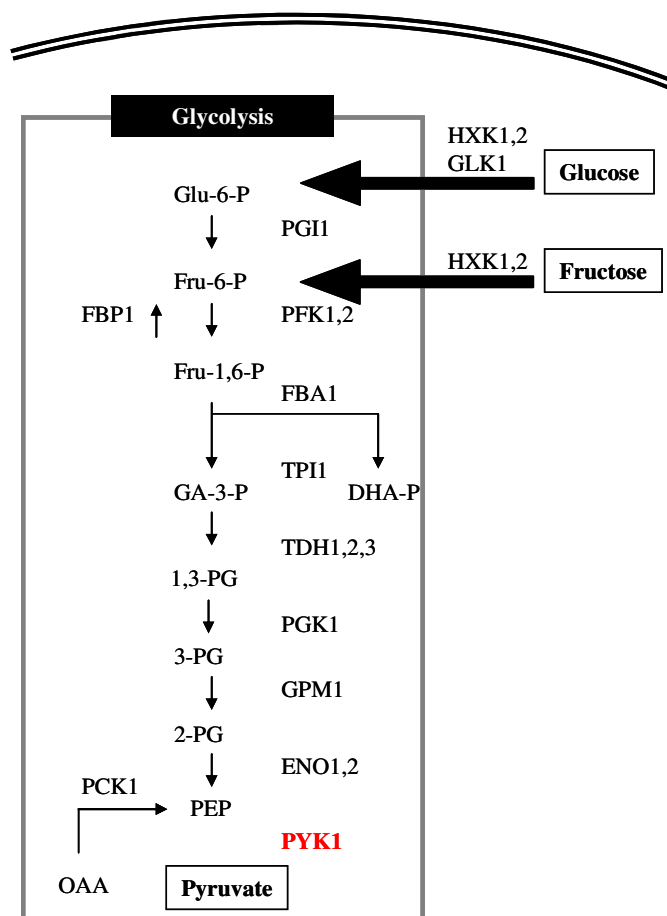 Glycolysis
HXK1,2
GLK1
Glucose
Glu-6-P
PGI1
HXK1,2
Fructose
Fru-6-P
FBP1
PFK1,2
Fru-1,6-P
FBA1
TPI1
GA-3-P
DHA-P
TDH1,2,3
1,3-PG
PGK1
3-PG
GPM1
2-PG
ENO1,2
PCK1
PEP
PYK1
OAA
Pyruvate